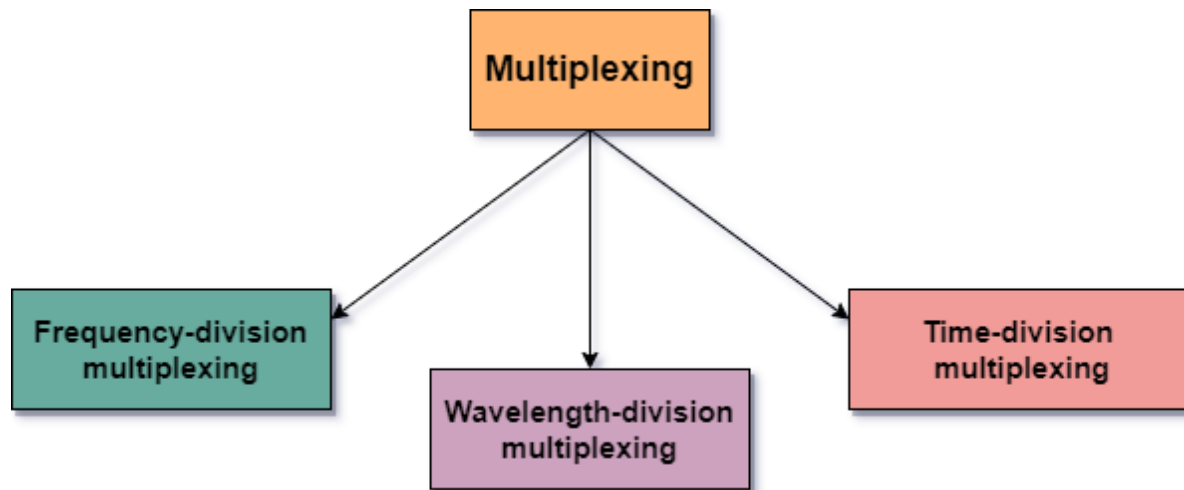 Multiplexing
Frequency-division
multiplexing
Wavelength-division
multiplexing
Time-division
multiplexing